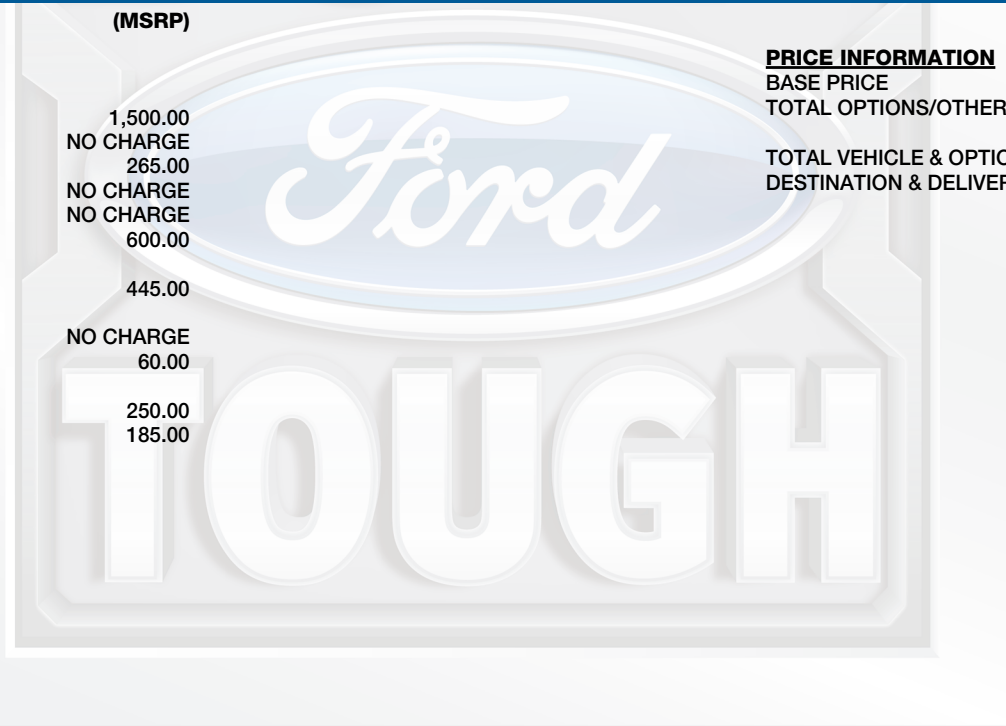 (MSRP)
1,500.00
NO CHARGE
265.00
NO CHARGE
NO CHARGE
600.00
445.00
NO CHARGE
60.00
250.00
185.00
PRICE INFORMATION
BASE PRICE
TOTAL OPTIONS/OTHER
TOTAL VEHICLE & OPTIO
DESTINATION & DELIVER
Ford
TOUGH